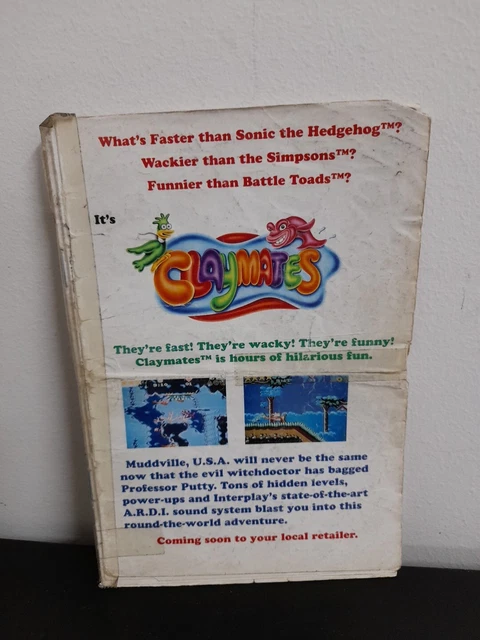 What's Faster than Sonic the Hedgehog™?
Wackier than the Simpsons™?
Funnier than Battle Toads™?
It's
CLAYMATES
They're fast! They're wacky! They're funny!
Claymates™ is hours of hilarious fun.
Muddville, U.S.A. will never be the same
now that the evil witchdoctor has bagged
Professor Putty. Tons of hidden levels,
power-ups and Interplay's state-of-the-art
A.R.D.I. sound system blast you into this
round-the-world adventure.
Coming soon to your local retailer.